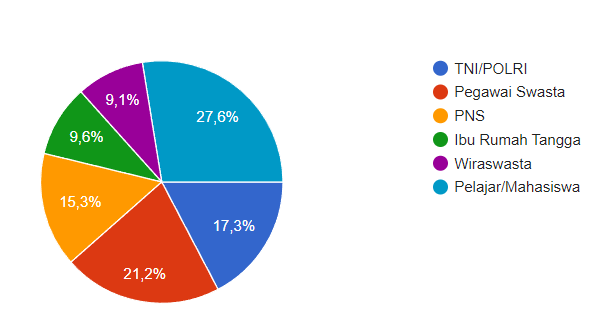 27,6%
17,3%
21,2%
15,3%
9,6%
9,1%
TNI/POLRI
Pegawai Swasta
PNS
Ibu Rumah Tangga
Wiraswasta
Pelajar/Mahasiswa